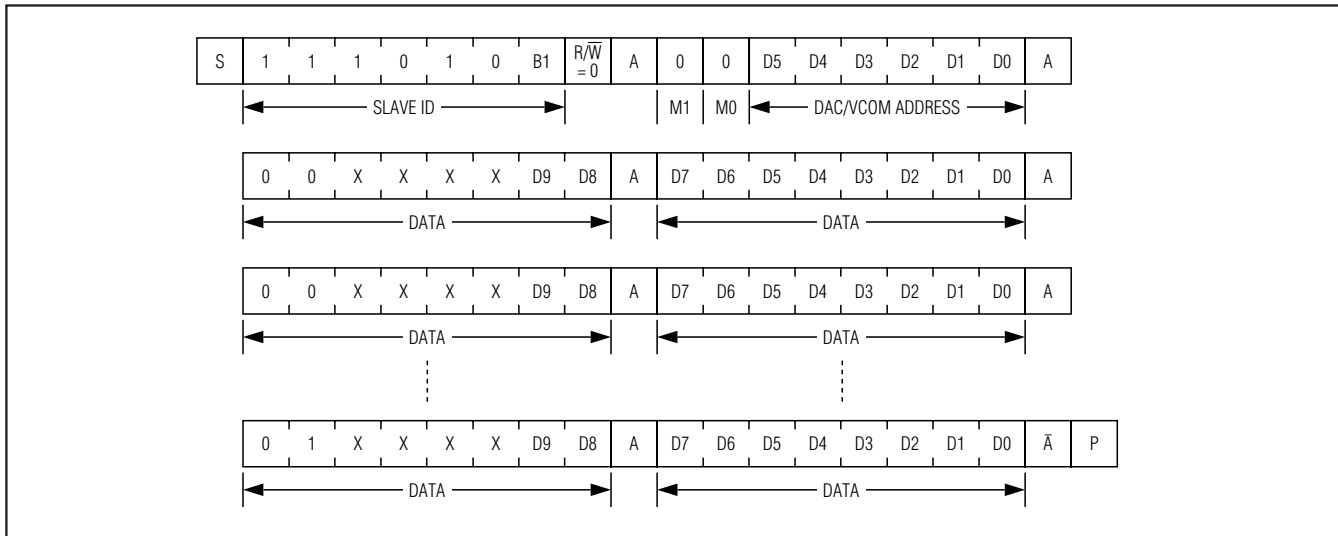 S 1 1 1 0 1 0 B1 R/W̅ = 0 A 0 0 D5 D4 D3 D2 D1 D0 A
SLAVE ID M1 M0 DAC/VCOM ADDRESS
0 0 X X X X D9 D8 A D7 D6 D5 D4 D3 D2 D1 D0 A
DATA DATA
0 0 X X X X D9 D8 A D7 D6 D5 D4 D3 D2 D1 D0 A
DATA DATA
0 1 X X X X D9 D8 A D7 D6 D5 D4 D3 D2 D1 D0 A̅ P
DATA DATA